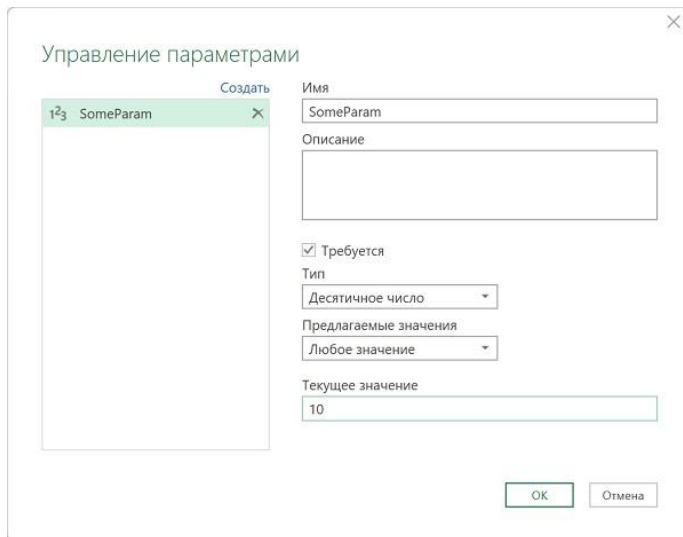 Управление параметрами
Создать
1²3 SomeParam
Имя
SomeParam
Описание
Требуется
Тип
Десятичное число
Предлагаемые значения
Любое значение
Текущее значение
10
ОК
Отмена